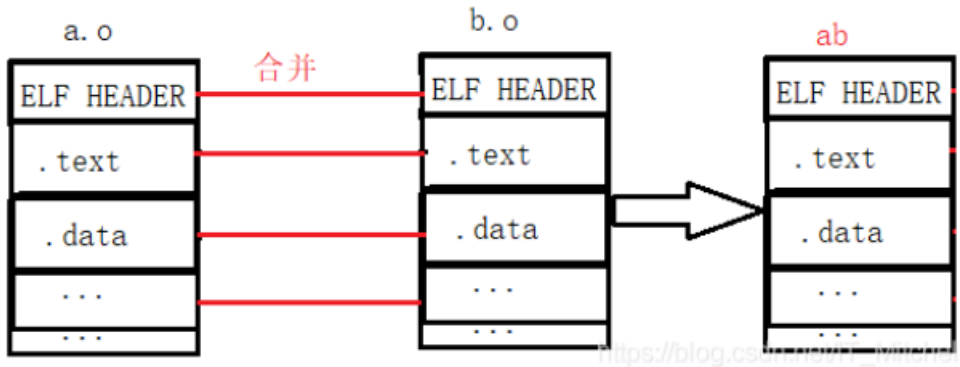 a.o
ELF HEADER
.text
.data
...
...
合并
b.o
ELF HEADER
.text
.data
...
...
ab
ELF HEADER
.text
.data
...
...
https://blog.csdn.net/IT_Mitchel